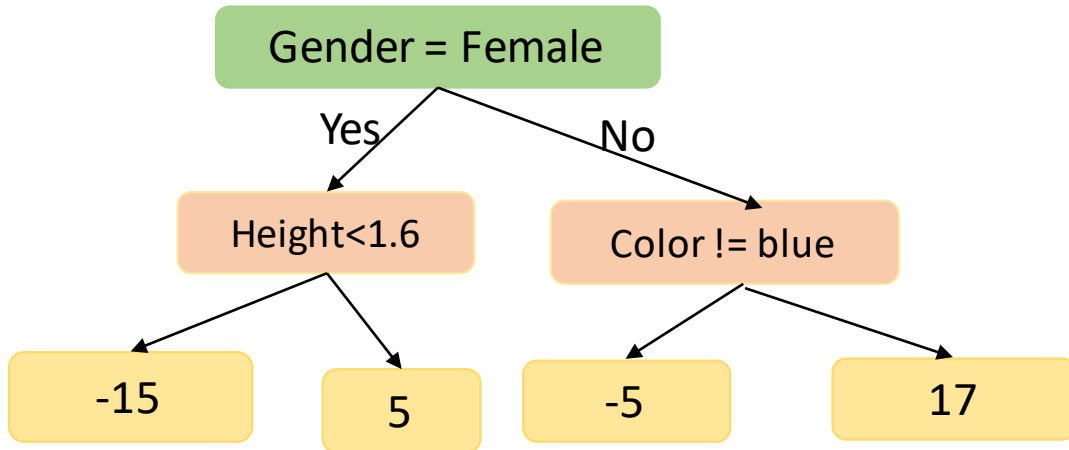 Gender = Female
Yes
No
Height<1.6
Color != blue
-15
5
-5
17